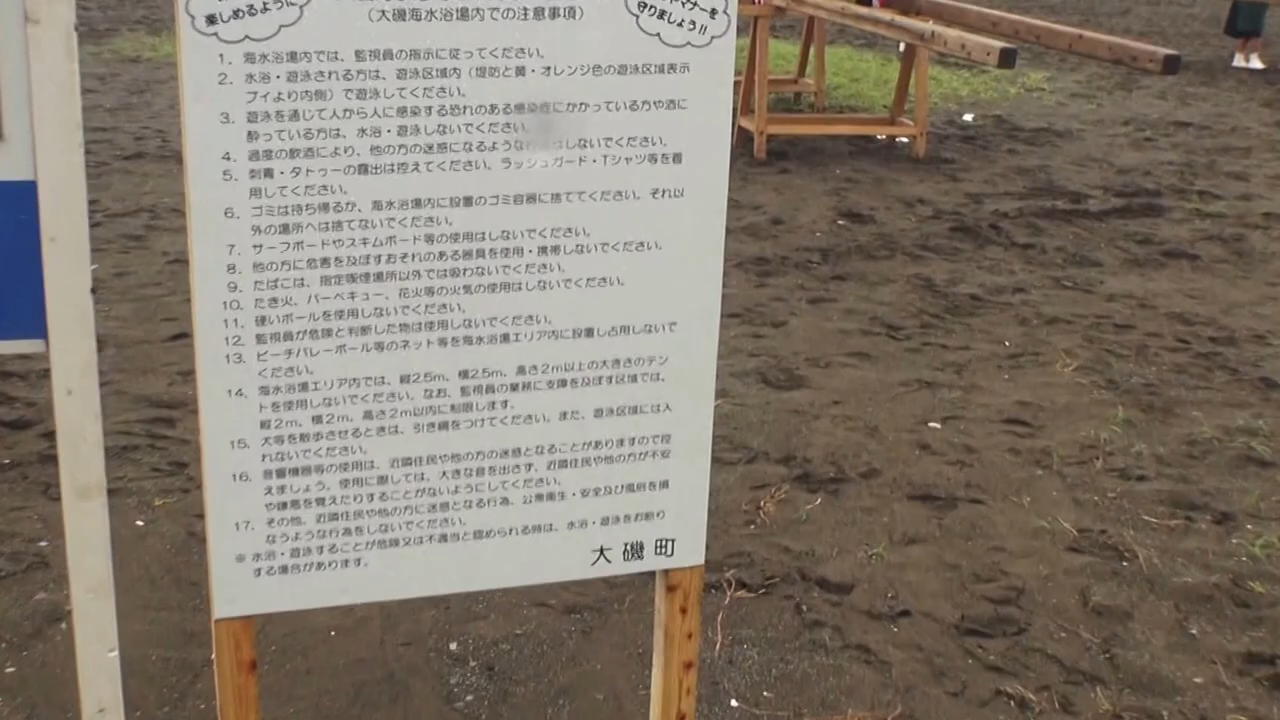 楽しめるように
マナーを
守りましょう!!
(大磯海水浴場内での注意事項)
1. 海水浴場内では、監視員の指示に従ってください。
2. 水浴・遊泳される方は、遊泳区域内(堤防と黄・オレンジ色の遊泳区域表示
ブイより内側)で遊泳してください。
3. 遊泳を通じて人から人に感染する恐れのある感染症にかかっている方や酒に
酔っている方は、水浴・遊泳しないでください。
4. 過度の飲酒により、他の方の迷惑になるような行為はしないでください。
5. 刺青・タトゥーの露出は控えてください。ラッシュガード・Tシャツ等を着
用してください。
6. ゴミは持ち帰るか、海水浴場内に設置のゴミ容器に捨ててください。それ以
外の場所へは捨てないでください。
7. サーフボードやスキムボード等の使用はしないでください。
8. 他の方に危害を及ぼすおそれのある器具を使用・携帯しないでください。
9. たばこは、指定喫煙場所以外では吸わないでください。
10. たき火、バーベキュー、花火等の火気の使用はしないでください。
11. 硬いボールを使用しないでください。
12. 監視員が危険と判断した物は使用しないでください。
13. ビーチバレーボール等のネット等を海水浴場エリア内に設置し占用しないで
ください。
14. 海水浴場エリア内では、縦2.5m、横2.5m、高さ2m以上の大きさのテン
トを使用しないでください。なお、監視員の業務に支障を及ぼす区域では、
縦2m、横2m、高さ2m以内に制限します。
15. 犬等を散歩させるときは、引き綱をつけてください。また、遊泳区域には入
れないでください。
16. 音響機器等の使用は、近隣住民や他の方の迷惑となることがありますので控
えましょう。使用に際しては、大きな音を出さず、近隣住民や他の方が不安
や嫌悪を覚えたりすることがないようにしてください。
17. その他、近隣住民や他の方に迷惑となる行為、公衆衛生・安全及び風俗を損
なうような行為をしないでください。
※ 水浴・遊泳することが危険又は不適当と認められる時は、水浴・遊泳をお断り
する場合があります。
大磯町